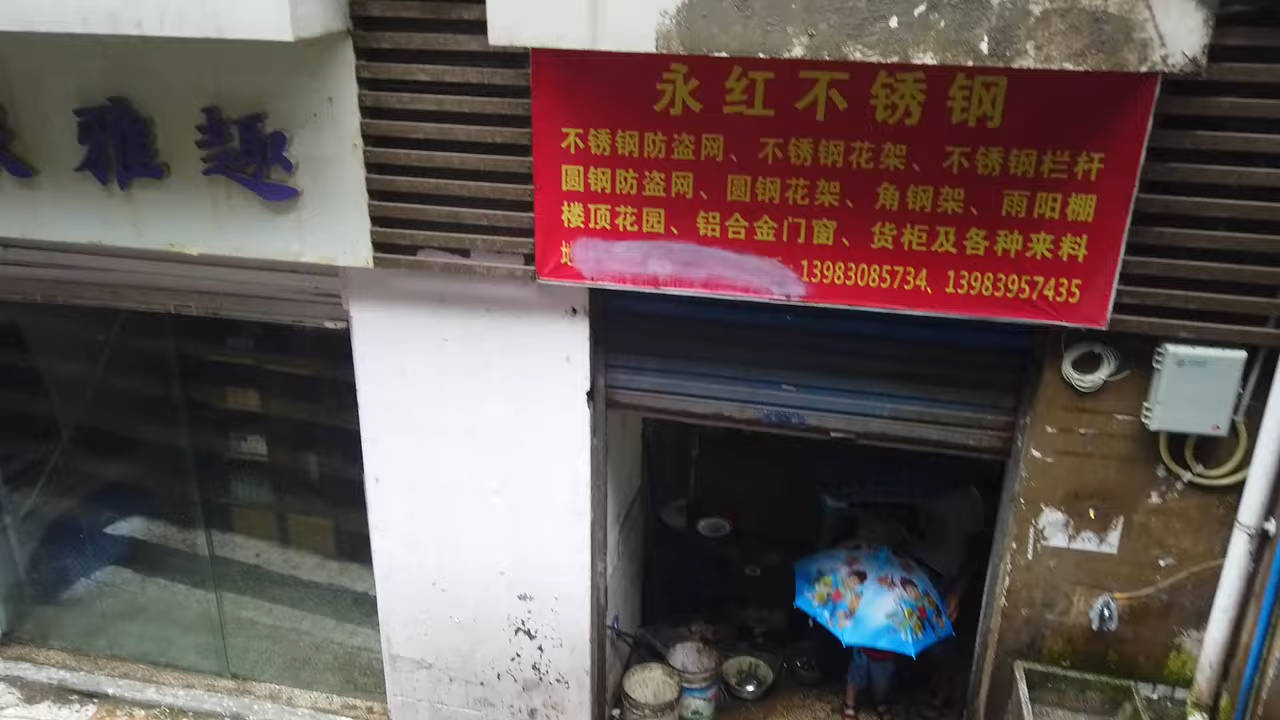 雅趣
永红不锈钢
不锈钢防盗网、不锈钢花架、不锈钢栏杆
圆钢防盗网、圆钢花架、角钢架、雨阳棚
楼顶花园、铝合金门窗、货柜及各种来料
13983085734、13983957435